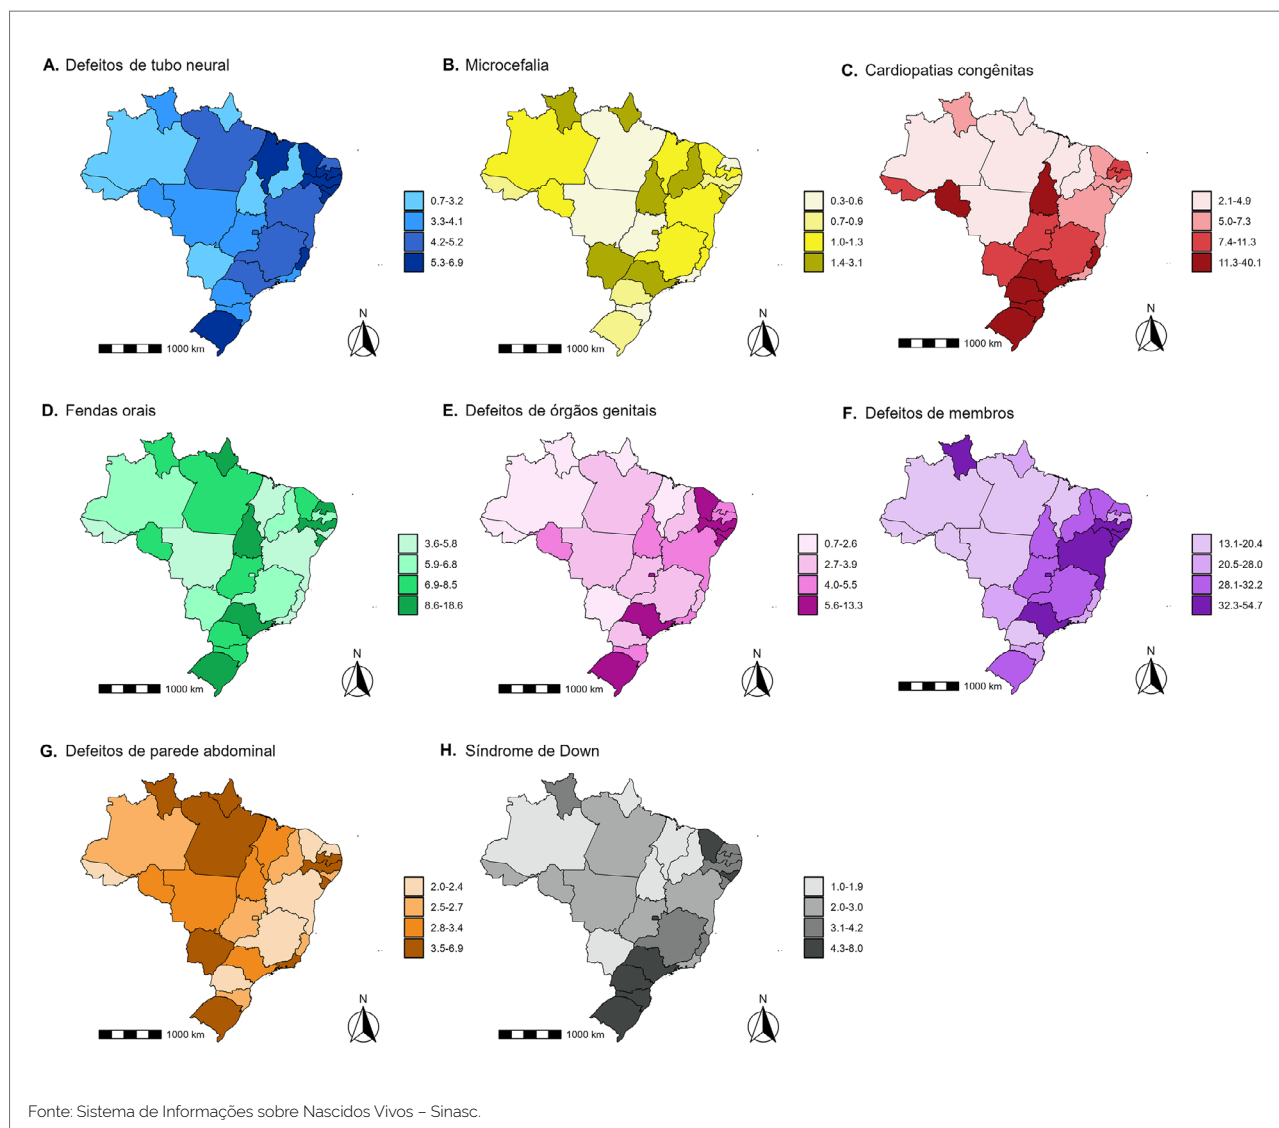 A. Defeitos de tubo neural
0.7-3.2
3.3-4.1
4.2-5.2
5.3-6.9
N
1000 km
B. Microcefalia
0.3-0.6
0.7-0.9
1.0-1.3
1.4-3.1
N
1000 km
C. Cardiopatias congênitas
2.1-4.9
5.0-7.3
7.4-11.3
11.3-40.1
N
1000 km
D. Fendas orais
3.6-5.8
5.9-6.8
6.9-8.5
8.6-18.6
N
1000 km
E. Defeitos de órgãos genitais
0.7-2.6
2.7-3.9
4.0-5.5
5.6-13.3
N
1000 km
F. Defeitos de membros
13.1-20.4
20.5-28.0
28.1-32.2
32.3-54.7
N
1000 km
G. Defeitos de parede abdominal
2.0-2.4
2.5-2.7
2.8-3.4
3.5-6.9
N
1000 km
H. Síndrome de Down
1.0-1.9
2.0-3.0
3.1-4.2
4.3-8.0
N
1000 km
Fonte: Sistema de Informações sobre Nascidos Vivos – Sinasc.